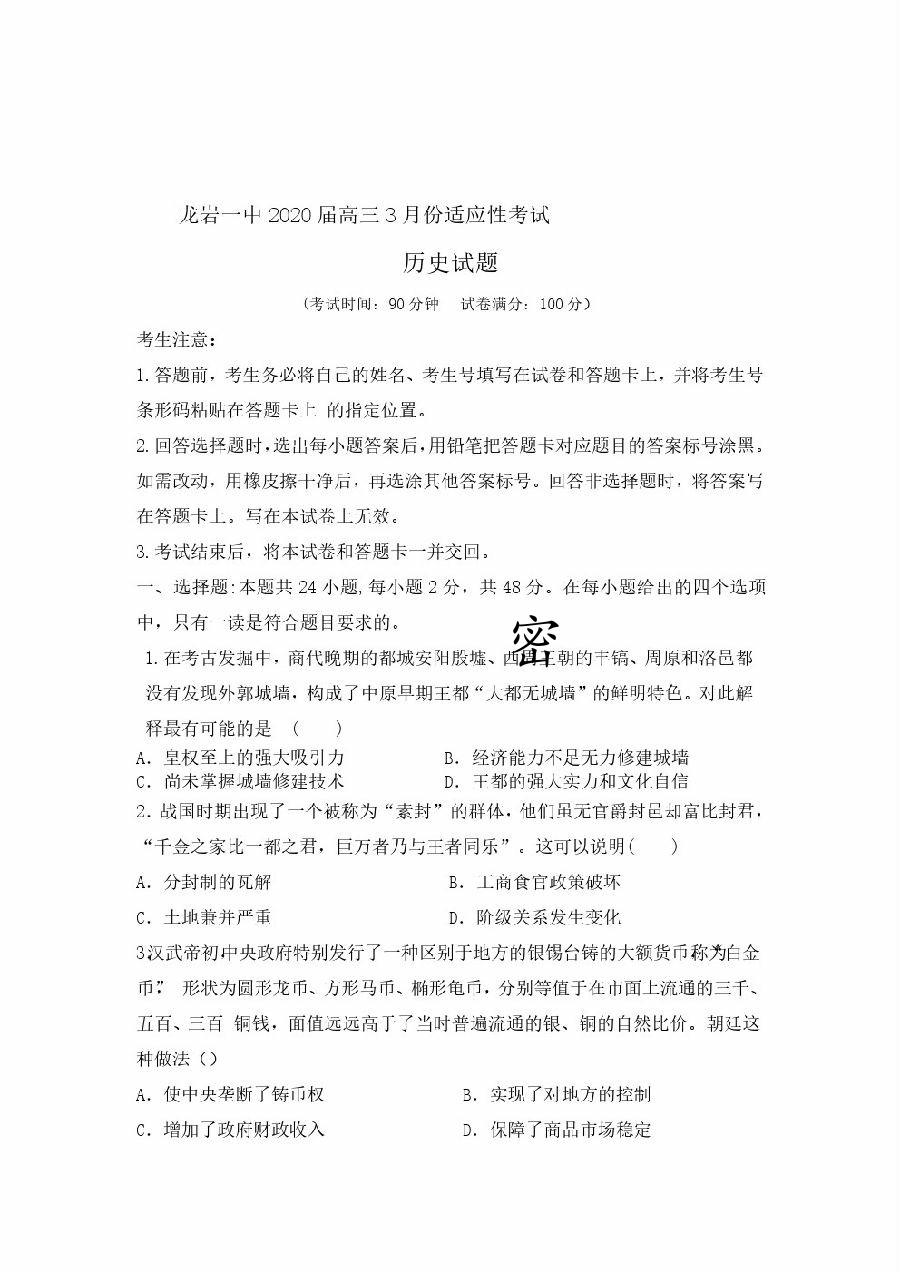 龙岩一中 2020 届高三 3 月份适应性考试
历史试题
(考试时间：90 分钟 试卷满分：100 分)
考生注意：
1.答题前，考生务必将自己的姓名、考生号填写在试卷和答题卡上，并将考生号
条形码粘贴在答题卡上 的指定位置。
2.回答选择题时,选出每小题答案后,用铅笔把答题卡对应题目的答案标号涂黑。
如需改动，用橡皮擦干净后，再选涂其他答案标号。回答非选择题时，将答案写
在答题卡上。写在本试卷上无效。
3.考试结束后，将本试卷和答题卡一并交回。
一、选择题:本题共 24 小题,每小题 2 分，共 48 分。在每小题给出的四个选项
中，只有一读是符合题目要求的。
密
1.在考古发掘中，商代晚期的都城安阳殷墟、西周王朝的丰镐、周原和洛邑都
没有发现外郭城墙，构成了中原早期王都“大都无城墙”的鲜明特色。对此解
释最有可能的是 （ ）
A．皇权至上的强大吸引力 B．经济能力不足无力修建城墙
C．尚未掌握城墙修建技术 D．王都的强大实力和文化自信
2．战国时期出现了一个被称为“素封”的群体，他们虽无官爵封邑却富比封君，
“千金之家比一都之君，巨万者乃与王者同乐”。这可以说明( )
A．分封制的瓦解 B．工商食官政策破坏
C．土地兼并严重 D．阶级关系发生变化
3.汉武帝初,中央政府特别发行了一种区别于地方的银锡合铸的大额货币,称为“白金
币”， 形状为圆形龙币、方形马币、椭形龟币，分别等值于在市面上流通的三千、
五百、三百 铜钱，面值远远高于了当时普遍流通的银、铜的自然比价。朝廷这
种做法（）
A．使中央垄断了铸币权 B．实现了对地方的控制
C．增加了政府财政收入 D．保障了商品市场稳定